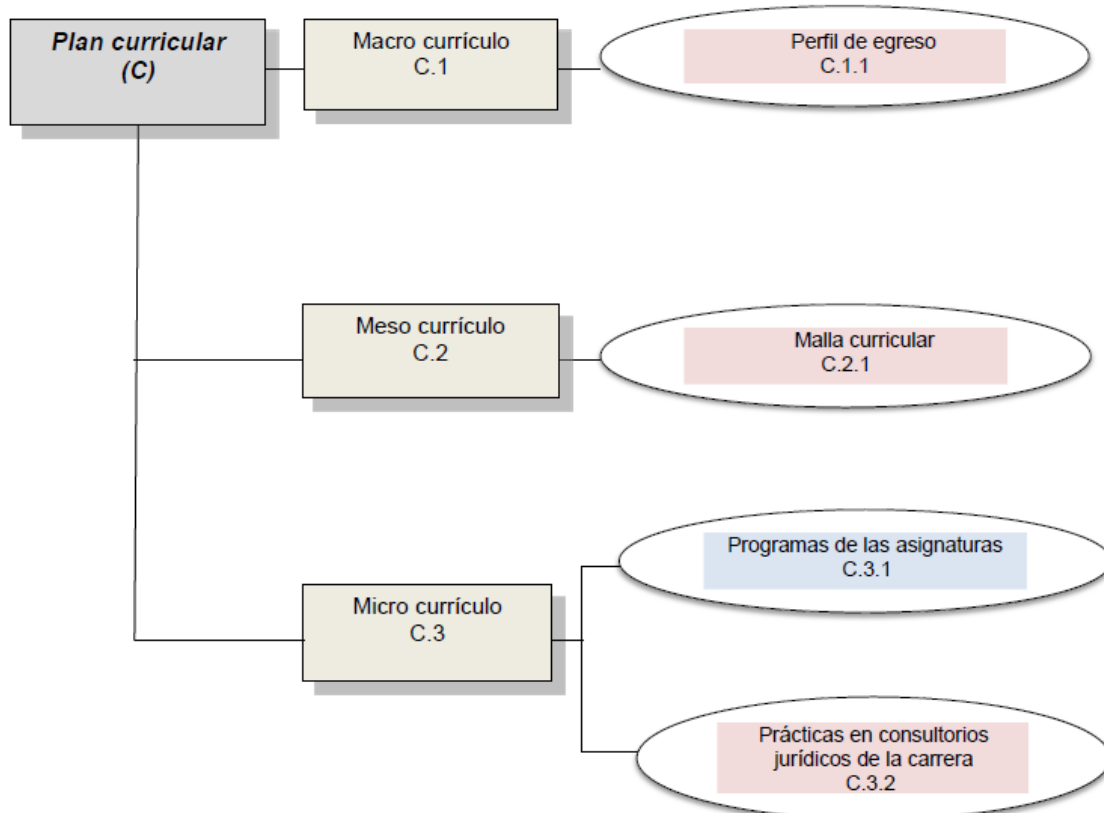 Plan curricular
(C)
Macro currículo
C.1
Perfil de egreso
C.1.1
Meso currículo
C.2
Malla curricular
C.2.1
Micro currículo
C.3
Programas de las asignaturas
C.3.1
Prácticas en consultorios
jurídicos de la carrera
C.3.2